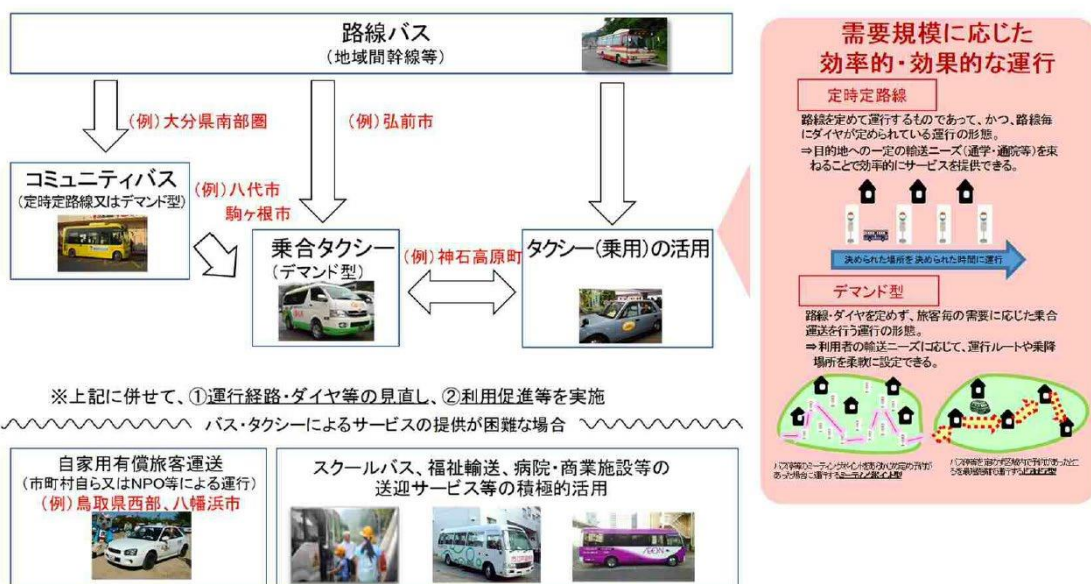 路線バス
(地域間幹線等)
(例)大分県南部圏
(例)弘前市
コミュニティバス
(定時定路線又はデマンド型)
(例)八代市
駒ヶ根市
乗合タクシー
(デマンド型)
(例)神石高原町
タクシー(乗用)の活用
※上記に併せて、①運行経路・ダイヤ等の見直し、②利用促進等を実施
バス・タクシーによるサービスの提供が困難な場合
自家用有償旅客運送
(市町村自ら又はNPO等による運行)
(例)鳥取県西部、八幡浜市
スクールバス、福祉輸送、病院・商業施設等の
送迎サービス等の積極的活用
ÆON
需要規模に応じた
効率的・効果的な運行
定時定路線
路線を定めて運行するものであって、かつ、路線毎
にダイヤが定められている運行の形態。
⇒目的地への一定の輸送ニーズ(通学・通院等)を束
ねることで効率的にサービスを提供できる。
決められた場所を決められた時間に運行
デマンド型
路線・ダイヤを定めず、旅客毎の需要に応じた乗合
運送を行う運行の形態。
⇒利用者の輸送ニーズに応じて、運行ルートや乗降
場所を柔軟に設定できる。